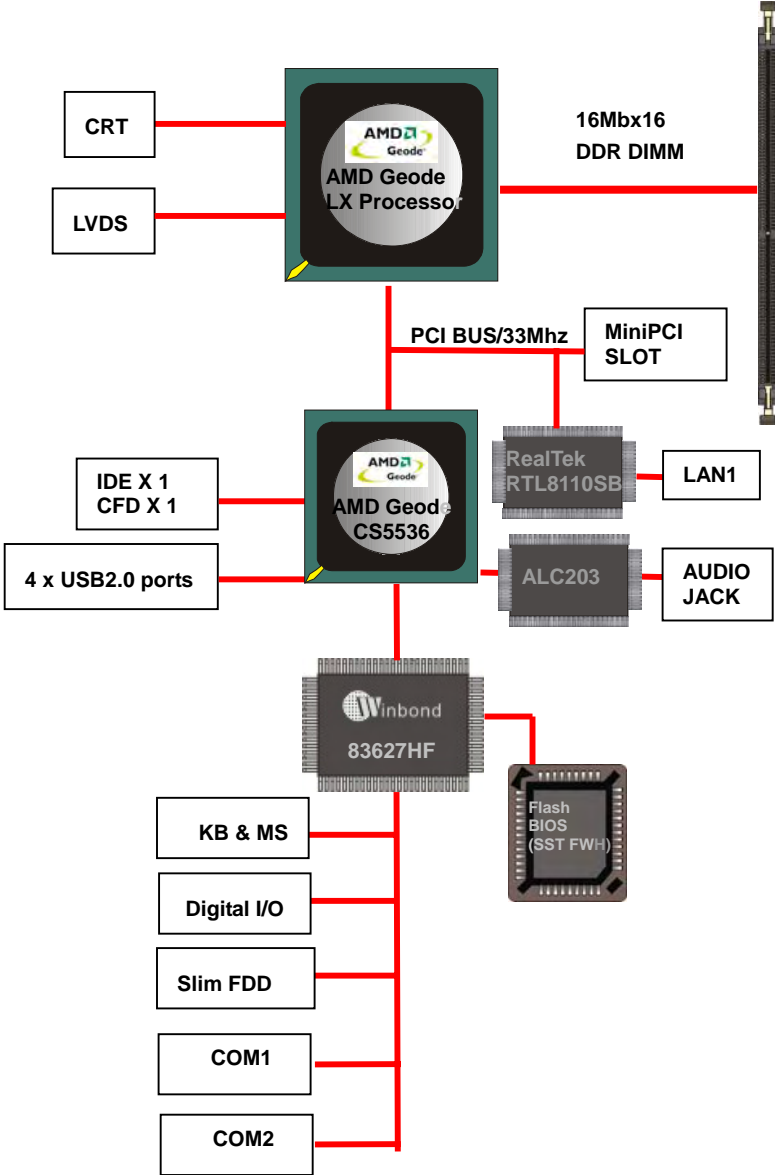 CRT
LVDS
AMD
Geode
AMD Geode
LX Processor
16Mbx16
DDR DIMM
PCI BUS/33Mhz
MiniPCI
SLOT
RealTek
RTL8110SB
LAN1
IDE X 1
CFD X 1
4 x USB2.0 ports
AMD
Geode
AMD Geode
CS5536
ALC203
AUDIO
JACK
Winbond
83627HF
Flash
BIOS
(SST FWH)
KB & MS
Digital I/O
Slim FDD
COM1
COM2